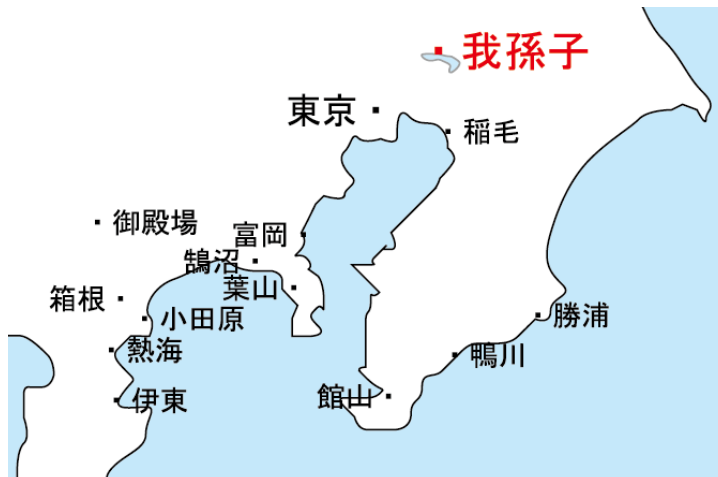 我孫子
東京
稲毛
御殿場
富岡
鵠沼
葉山
箱根
小田原
勝浦
熱海
鴨川
伊東
館山